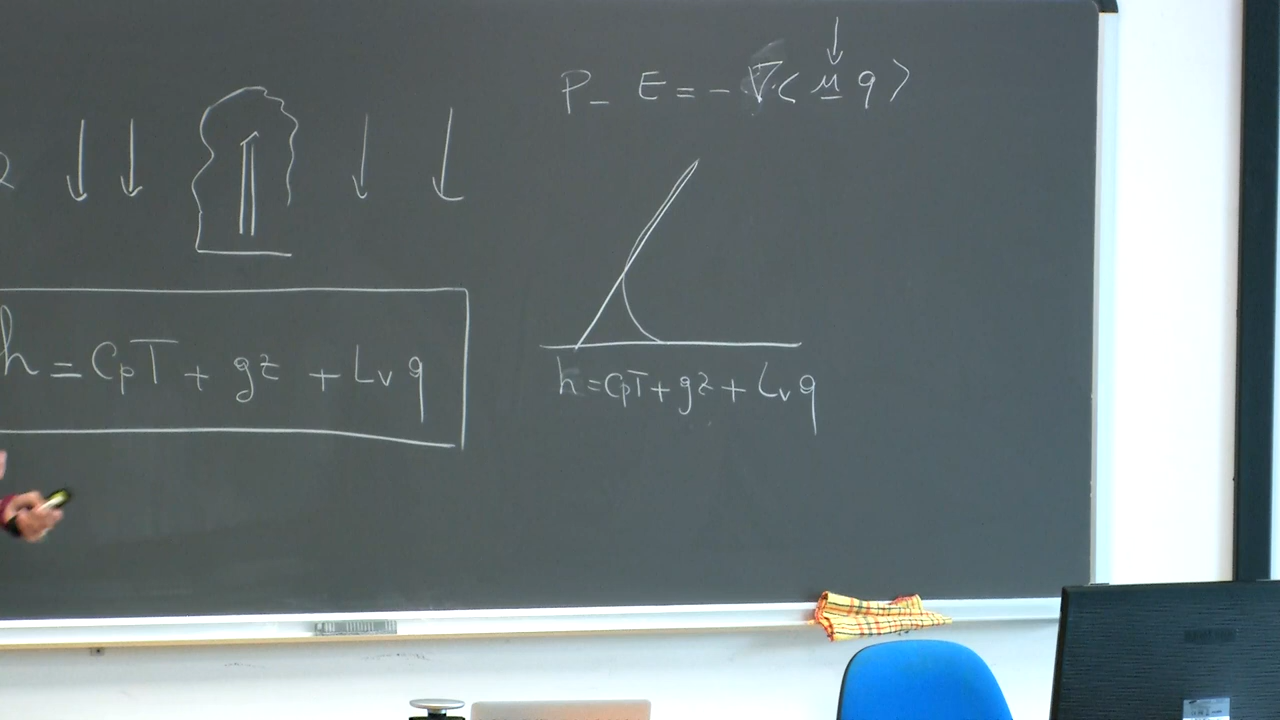 P - E = - ∇·< u q >
h = CpT + gz + Lv q
h = CpT + gz + Lv q